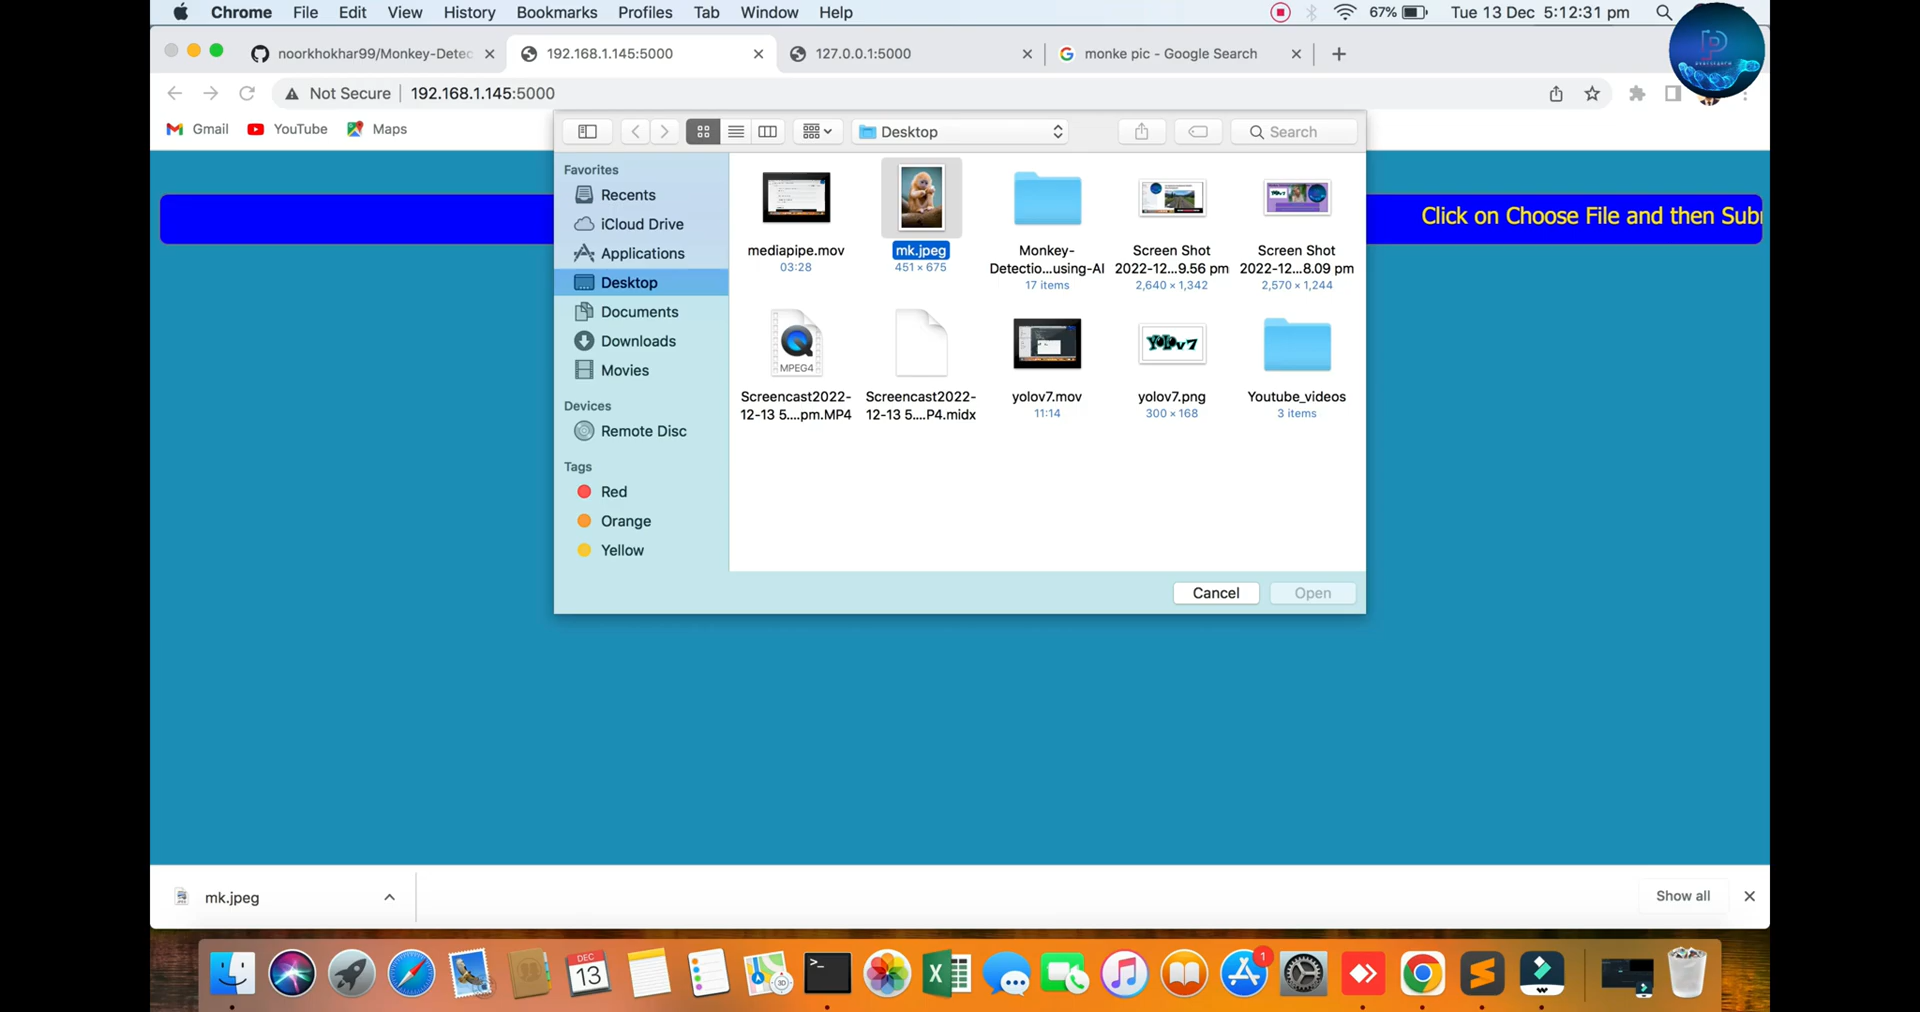 Chrome File Edit View History Bookmarks Profiles Tab Window Help 67% Tue 13 Dec 5:12:31 pm
noorkhokhar99/Monkey-Detec 192.168.1.145:5000 127.0.0.1:5000 monke pic - Google Search
Not Secure 192.168.1.145:5000
Gmail YouTube Maps
Desktop Search
Click on Choose File and then Sub
Favorites
Recents
iCloud Drive
Applications
Desktop
Documents
Downloads
Movies
Devices
Remote Disc
Tags
Red
Orange
Yellow
mediapipe.mov
03:28
mk.jpeg
451 × 675
Monkey-
Detectio...using-AI
17 items
Screen Shot
2022-12...9.56 pm
2,640 × 1,342
Screen Shot
2022-12...8.09 pm
2,570 × 1,244
MPEG4
Screencast2022-
12-13 5....pm.MP4
Screencast2022-
12-13 5....P4.midx
yolov7.mov
11:14
YOLOv7
yolov7.png
300 × 168
Youtube_videos
3 items
Cancel Open
mk.jpeg Show all
DEC
13
3D
1